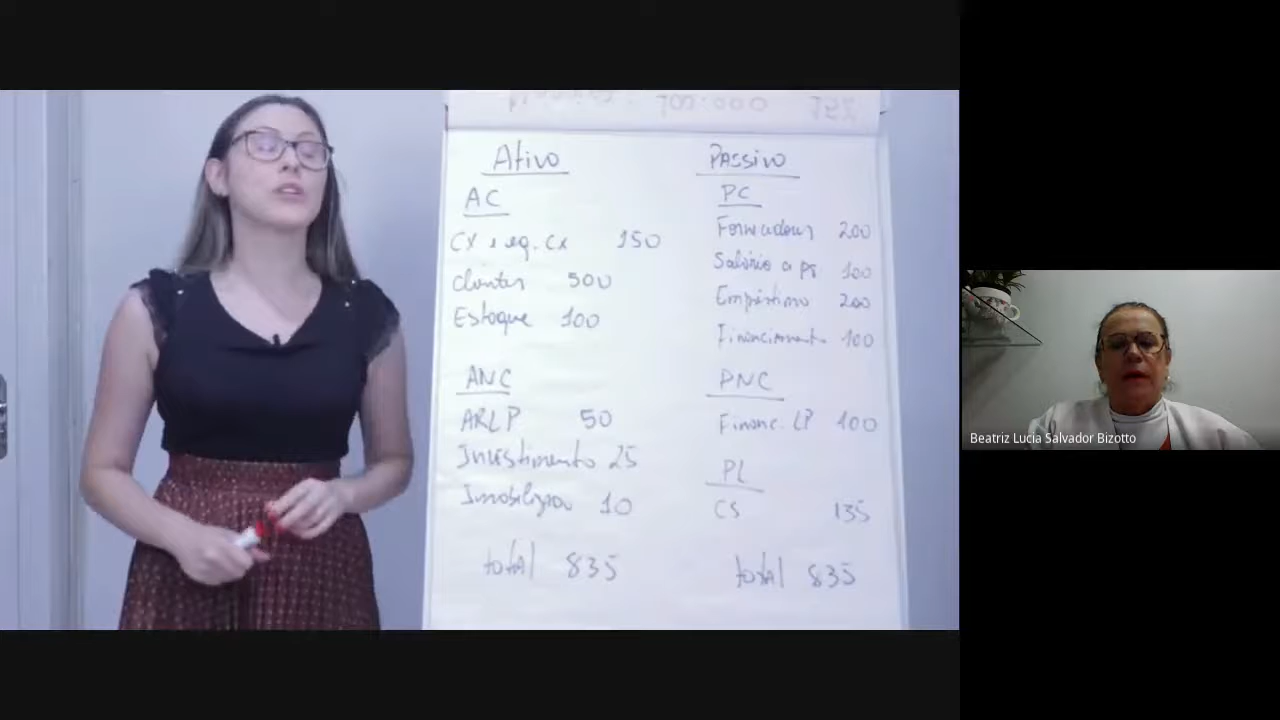 Ativo
AC
Cx e eq. Cx 150
clientes 500
Estoque 100
ANC
ARLP 50
Investimento 25
Imobilizou 10
total 835
Passivo
PC
Fornecedores 200
Salário a pg 100
Empréstimo 200
Financiamento 100
PNC
Financ. LP 100
PL
CS 135
total 835
Beatriz Lucia Salvador Bizotto